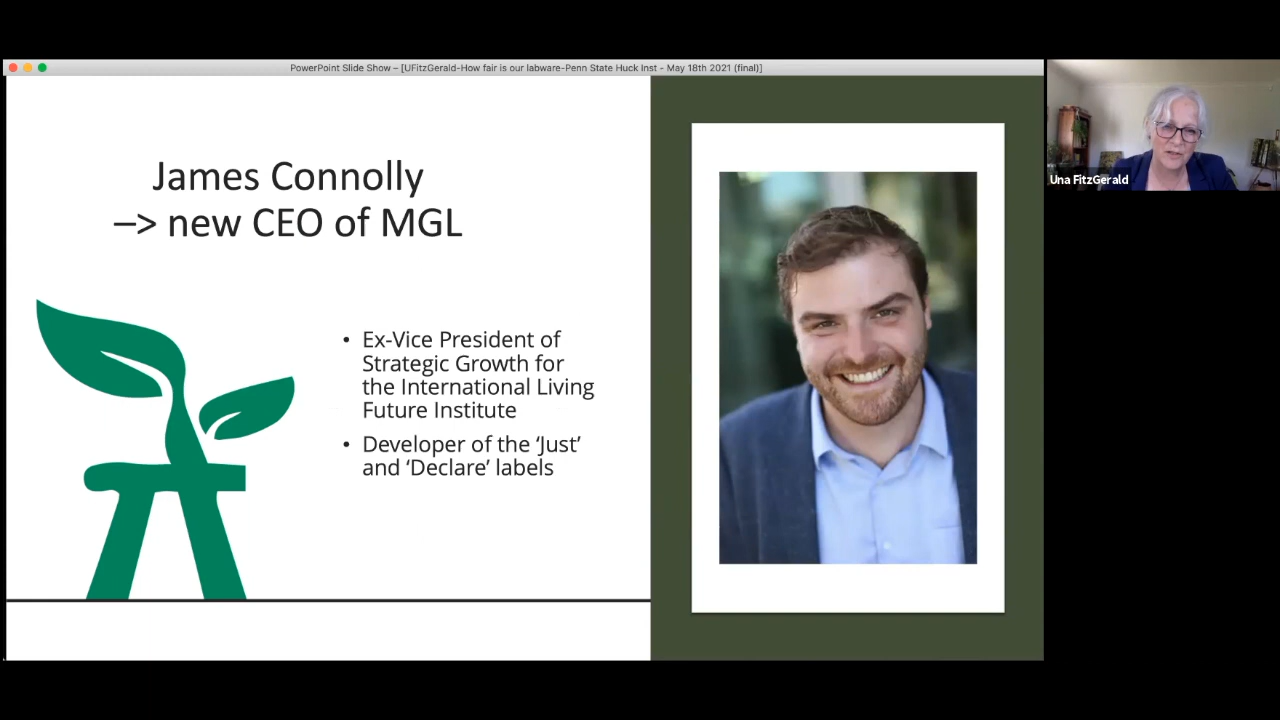 PowerPoint Slide Show – [UFitzGerald-How fair is our labware-Penn State Huck Inst - May 18th 2021 (final)]
James Connolly
–> new CEO of MGL
• Ex-Vice President of
Strategic Growth for
the International Living
Future Institute
• Developer of the ‘Just’
and ‘Declare’ labels
Una FitzGerald